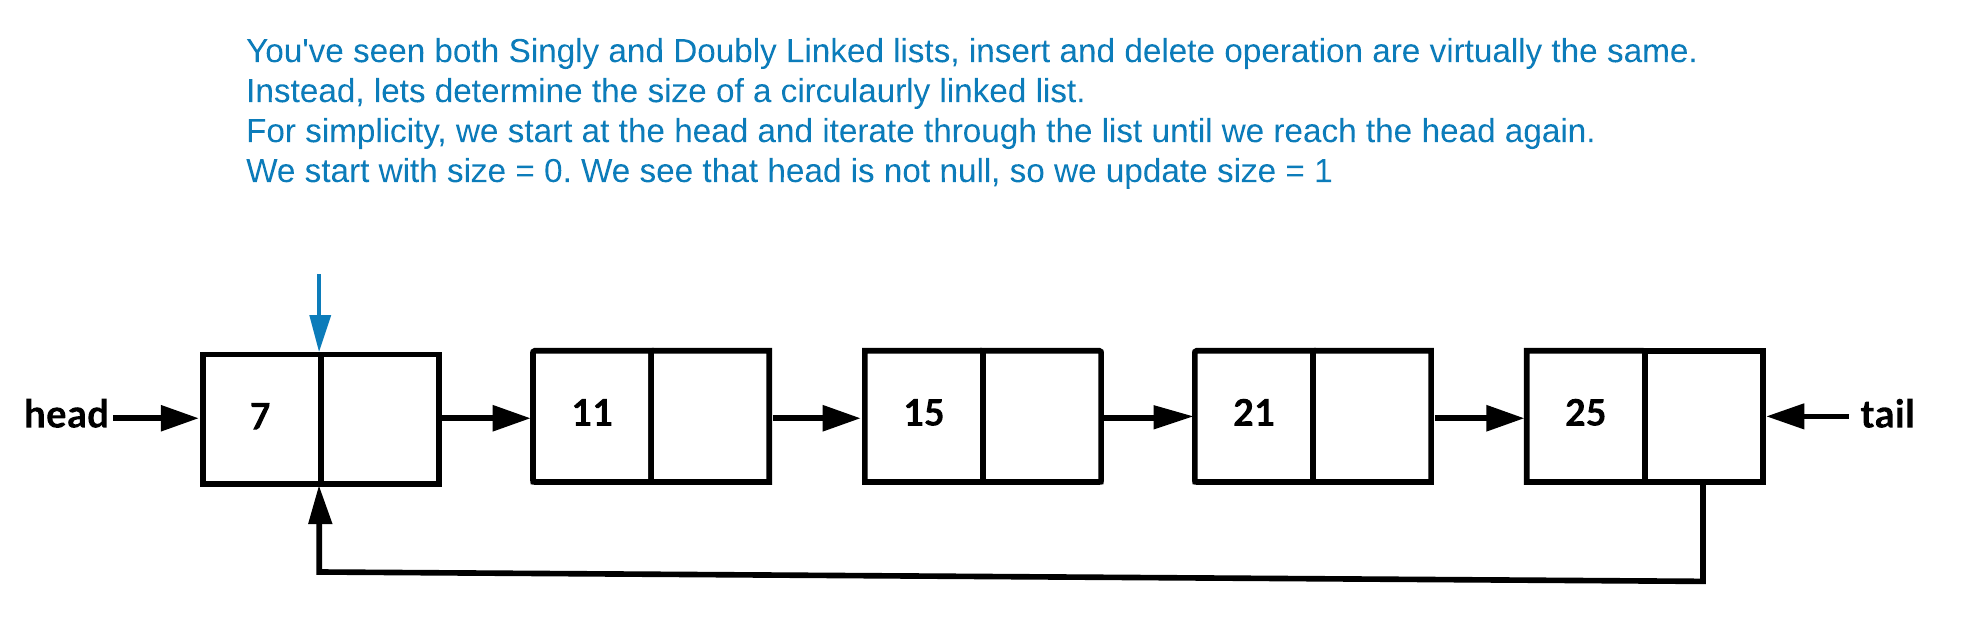 You've seen both Singly and Doubly Linked lists, insert and delete operation are virtually the same.
Instead, lets determine the size of a circulaurly linked list.
For simplicity, we start at the head and iterate through the list until we reach the head again.
We start with size = 0. We see that head is not null, so we update size = 1
head 7 11 15 21 25 tail